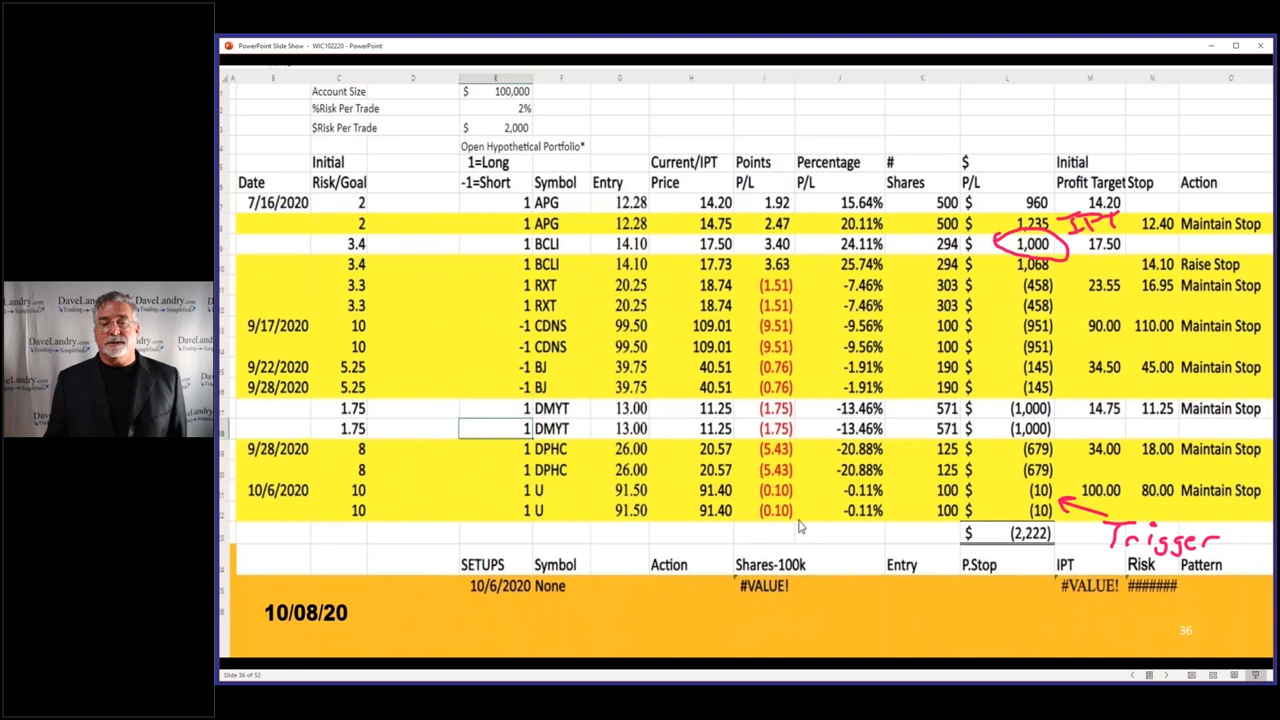 PowerPoint Slide Show - WIC102220 - PowerPoint
A B C D E F G H I J K L M N O
Account Size $ 100,000
%Risk Per Trade 2%
$Risk Per Trade $ 2,000
Open Hypothetical Portfolio*
Initial 1=Long Current/IPT Points Percentage # $ Initial
Date Risk/Goal -1=Short Symbol Entry Price P/L P/L Shares P/L Profit Target Stop Action
7/16/2020 2 1 APG 12.28 14.20 1.92 15.64% 500 $ 960 14.20
2 1 APG 12.28 14.75 2.47 20.11% 500 $ 1,235 IPT 12.40 Maintain Stop
3.4 1 BCLI 14.10 17.50 3.40 24.11% 294 $ 1,000 17.50
3.4 1 BCLI 14.10 17.73 3.63 25.74% 294 $ 1,068 14.10 Raise Stop
3.3 1 RXT 20.25 18.74 (1.51) -7.46% 303 $ (458) 23.55 16.95 Maintain Stop
3.3 1 RXT 20.25 18.74 (1.51) -7.46% 303 $ (458)
9/17/2020 10 -1 CDNS 99.50 109.01 (9.51) -9.56% 100 $ (951) 90.00 110.00 Maintain Stop
10 -1 CDNS 99.50 109.01 (9.51) -9.56% 100 $ (951)
9/22/2020 5.25 -1 BJ 39.75 40.51 (0.76) -1.91% 190 $ (145) 34.50 45.00 Maintain Stop
9/28/2020 5.25 -1 BJ 39.75 40.51 (0.76) -1.91% 190 $ (145)
1.75 1 DMYT 13.00 11.25 (1.75) -13.46% 571 $ (1,000) 14.75 11.25 Maintain Stop
1.75 1 DMYT 13.00 11.25 (1.75) -13.46% 571 $ (1,000)
9/28/2020 8 1 DPHC 26.00 20.57 (5.43) -20.88% 125 $ (679) 34.00 18.00 Maintain Stop
8 1 DPHC 26.00 20.57 (5.43) -20.88% 125 $ (679)
10/6/2020 10 1 U 91.50 91.40 (0.10) -0.11% 100 $ (10) 100.00 80.00 Maintain Stop
10 1 U 91.50 91.40 (0.10) -0.11% 100 $ (10)
$ (2,222) Trigger
SETUPS Symbol Action Shares-100k Entry P.Stop IPT Risk Pattern
10/6/2020 None #VALUE! #VALUE! #######
10/08/20
36
Slide 36 of 52
DaveLandry.com
Trading Simplified